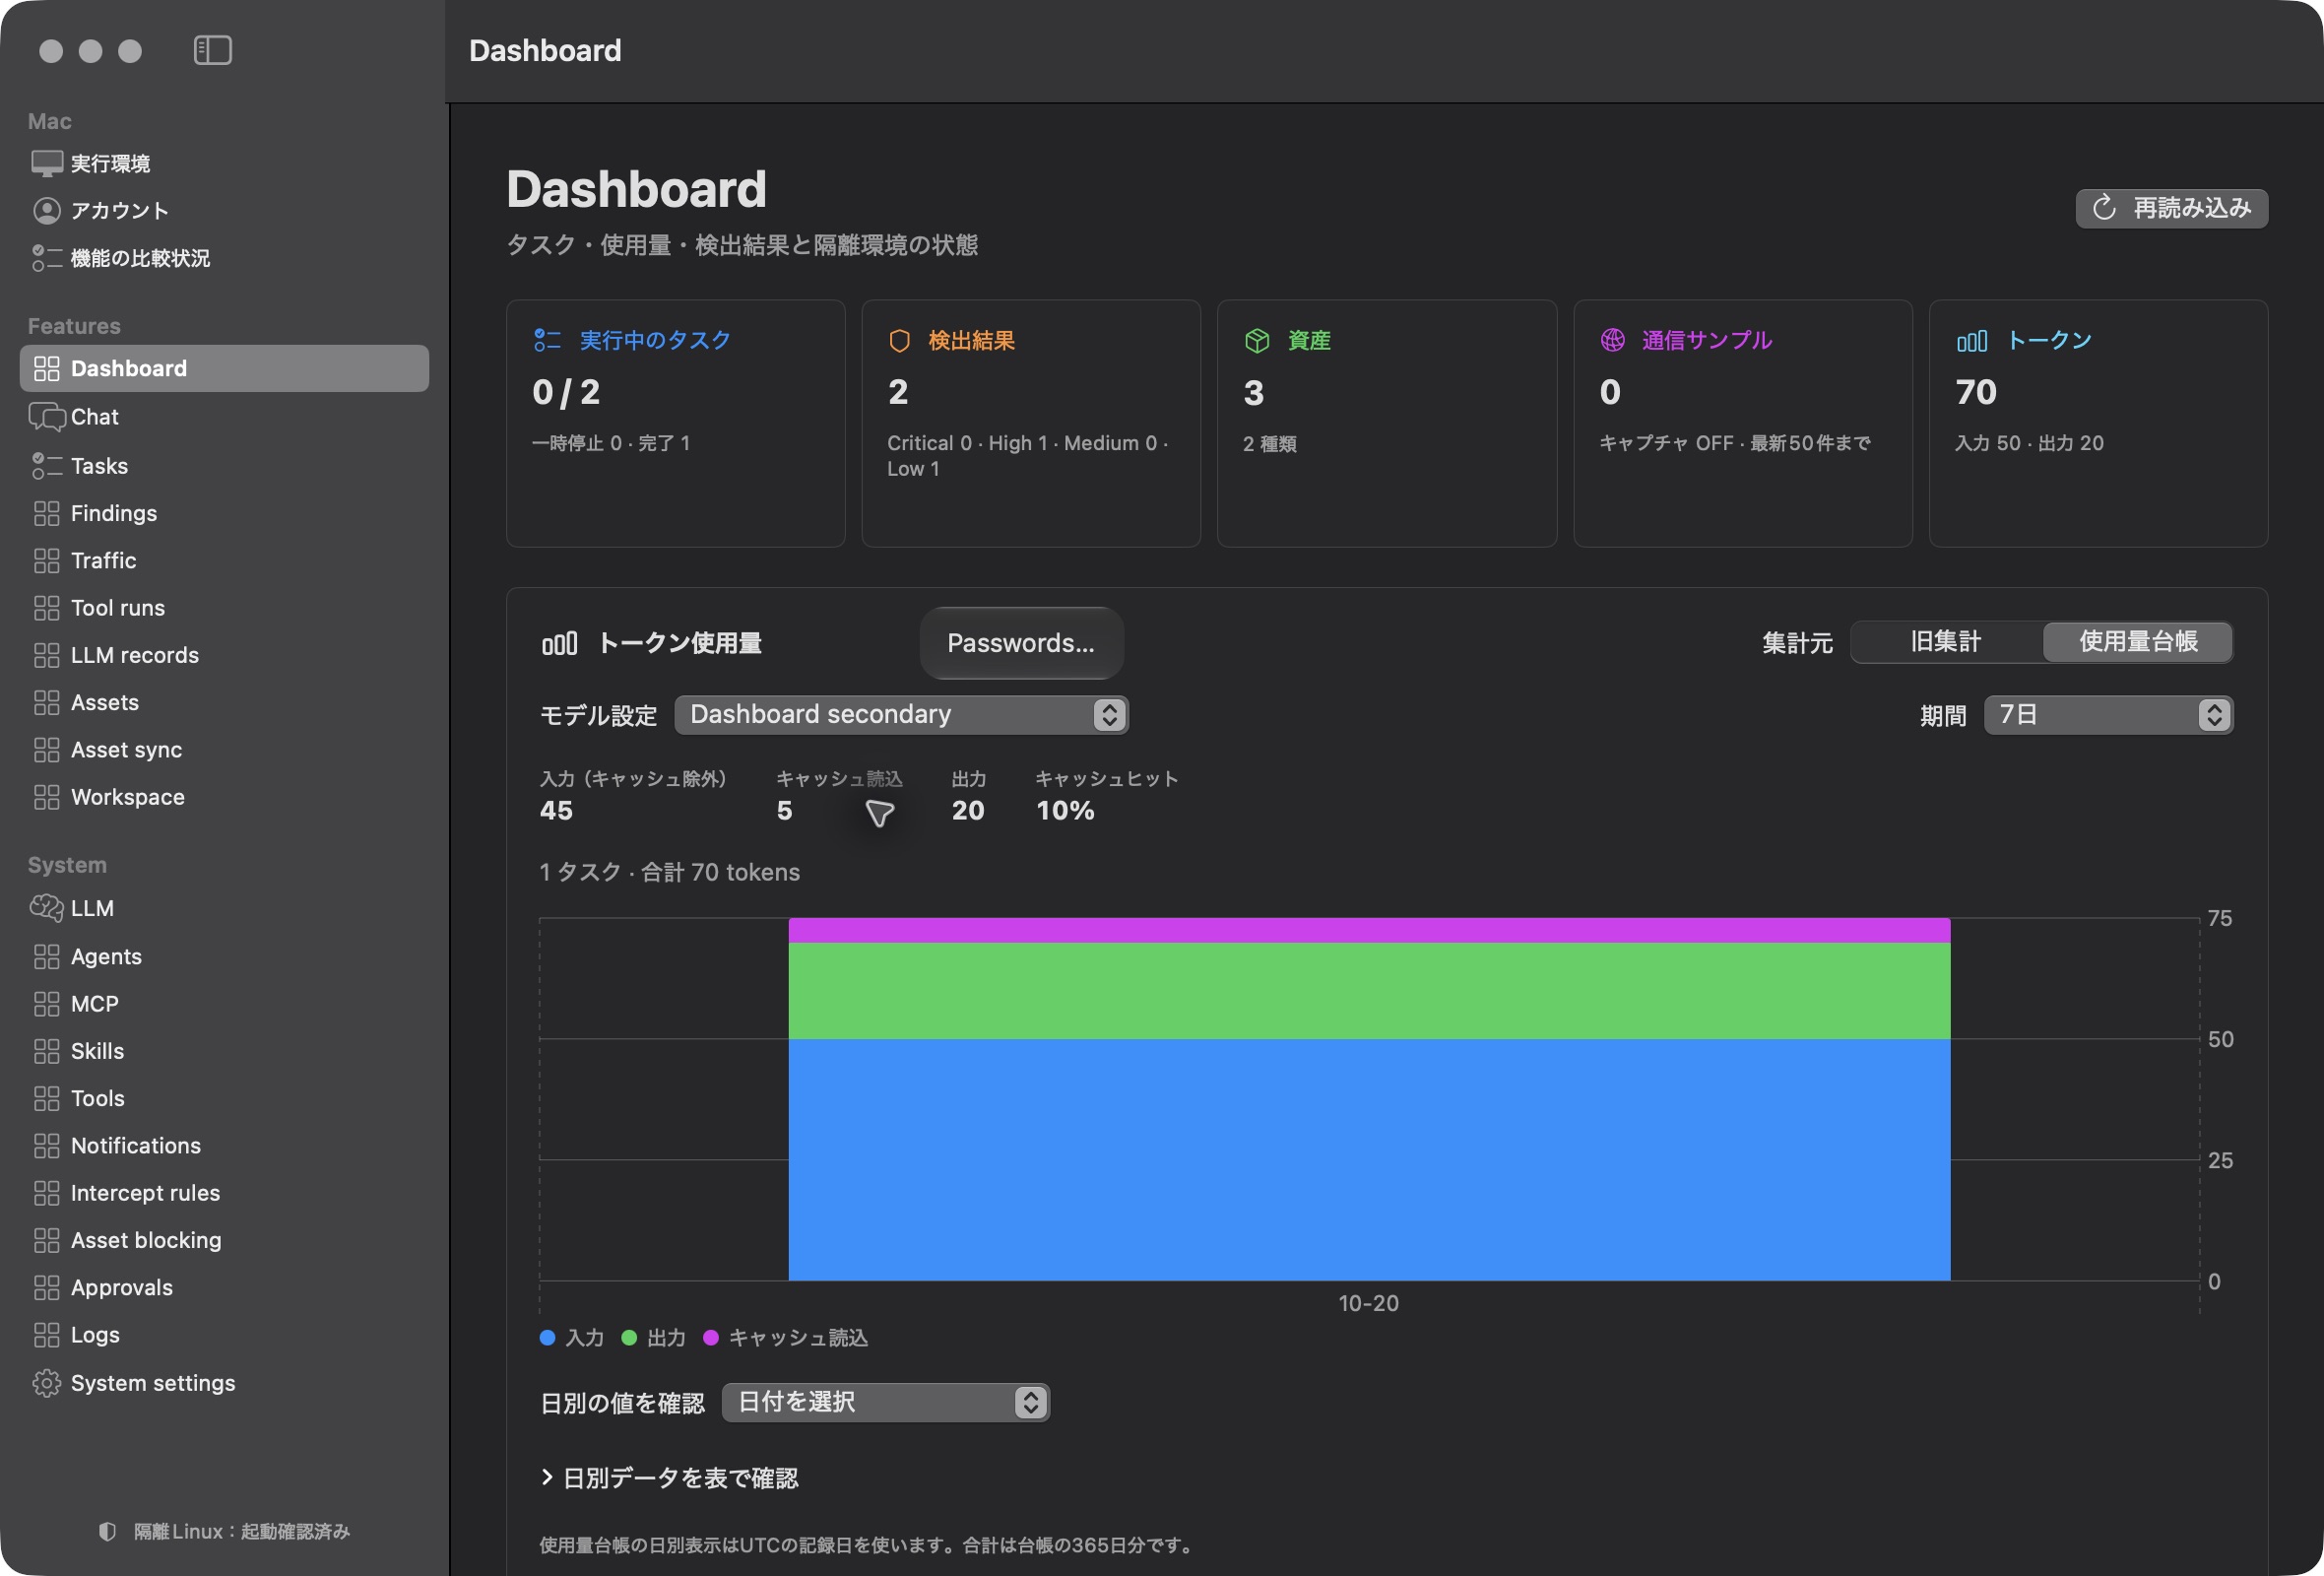 Dashboard
Mac
実行環境
アカウント
機能の比較状況
Features
Dashboard
Chat
Tasks
Findings
Traffic
Tool runs
LLM records
Assets
Asset sync
Workspace
System
LLM
Agents
MCP
Skills
Tools
Notifications
Intercept rules
Asset blocking
Approvals
Logs
System settings
隔離Linux：起動確認済み
Dashboard
タスク・使用量・検出結果と隔離環境の状態
再読み込み
実行中のタスク
0 / 2
一時停止 0 · 完了 1
検出結果
2
Critical 0 · High 1 · Medium 0 ·
Low 1
資産
3
2 種類
通信サンプル
0
キャプチャ OFF · 最新50件まで
トークン
70
入力 50 · 出力 20
トークン使用量
Passwords...
集計元 旧集計 使用量台帳
モデル設定 Dashboard secondary
期間 7日
入力（キャッシュ除外） キャッシュ読込 出力 キャッシュヒット
45 5 20 10%
1 タスク · 合計 70 tokens
75
50
25
0
10-20
入力 出力 キャッシュ読込
日別の値を確認 日付を選択
日別データを表で確認
使用量台帳の日別表示はUTCの記録日を使います。合計は台帳の365日分です。